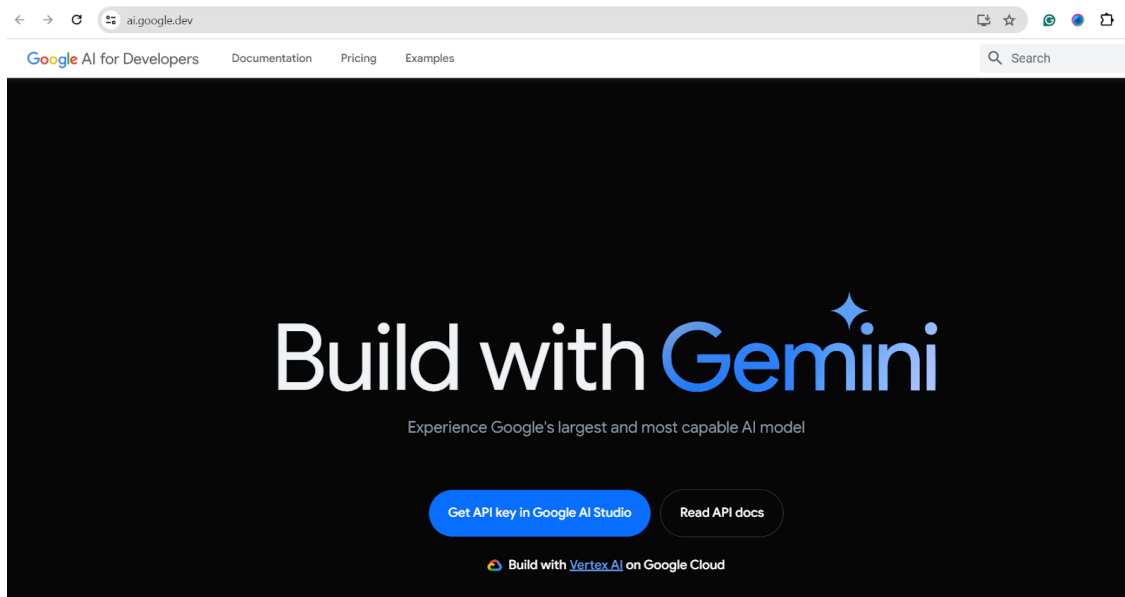 ai.google.dev
Google AI for Developers Documentation Pricing Examples Search
Build with Gemini
Experience Google's largest and most capable AI model
Get API key in Google AI Studio Read API docs
Build with Vertex AI on Google Cloud